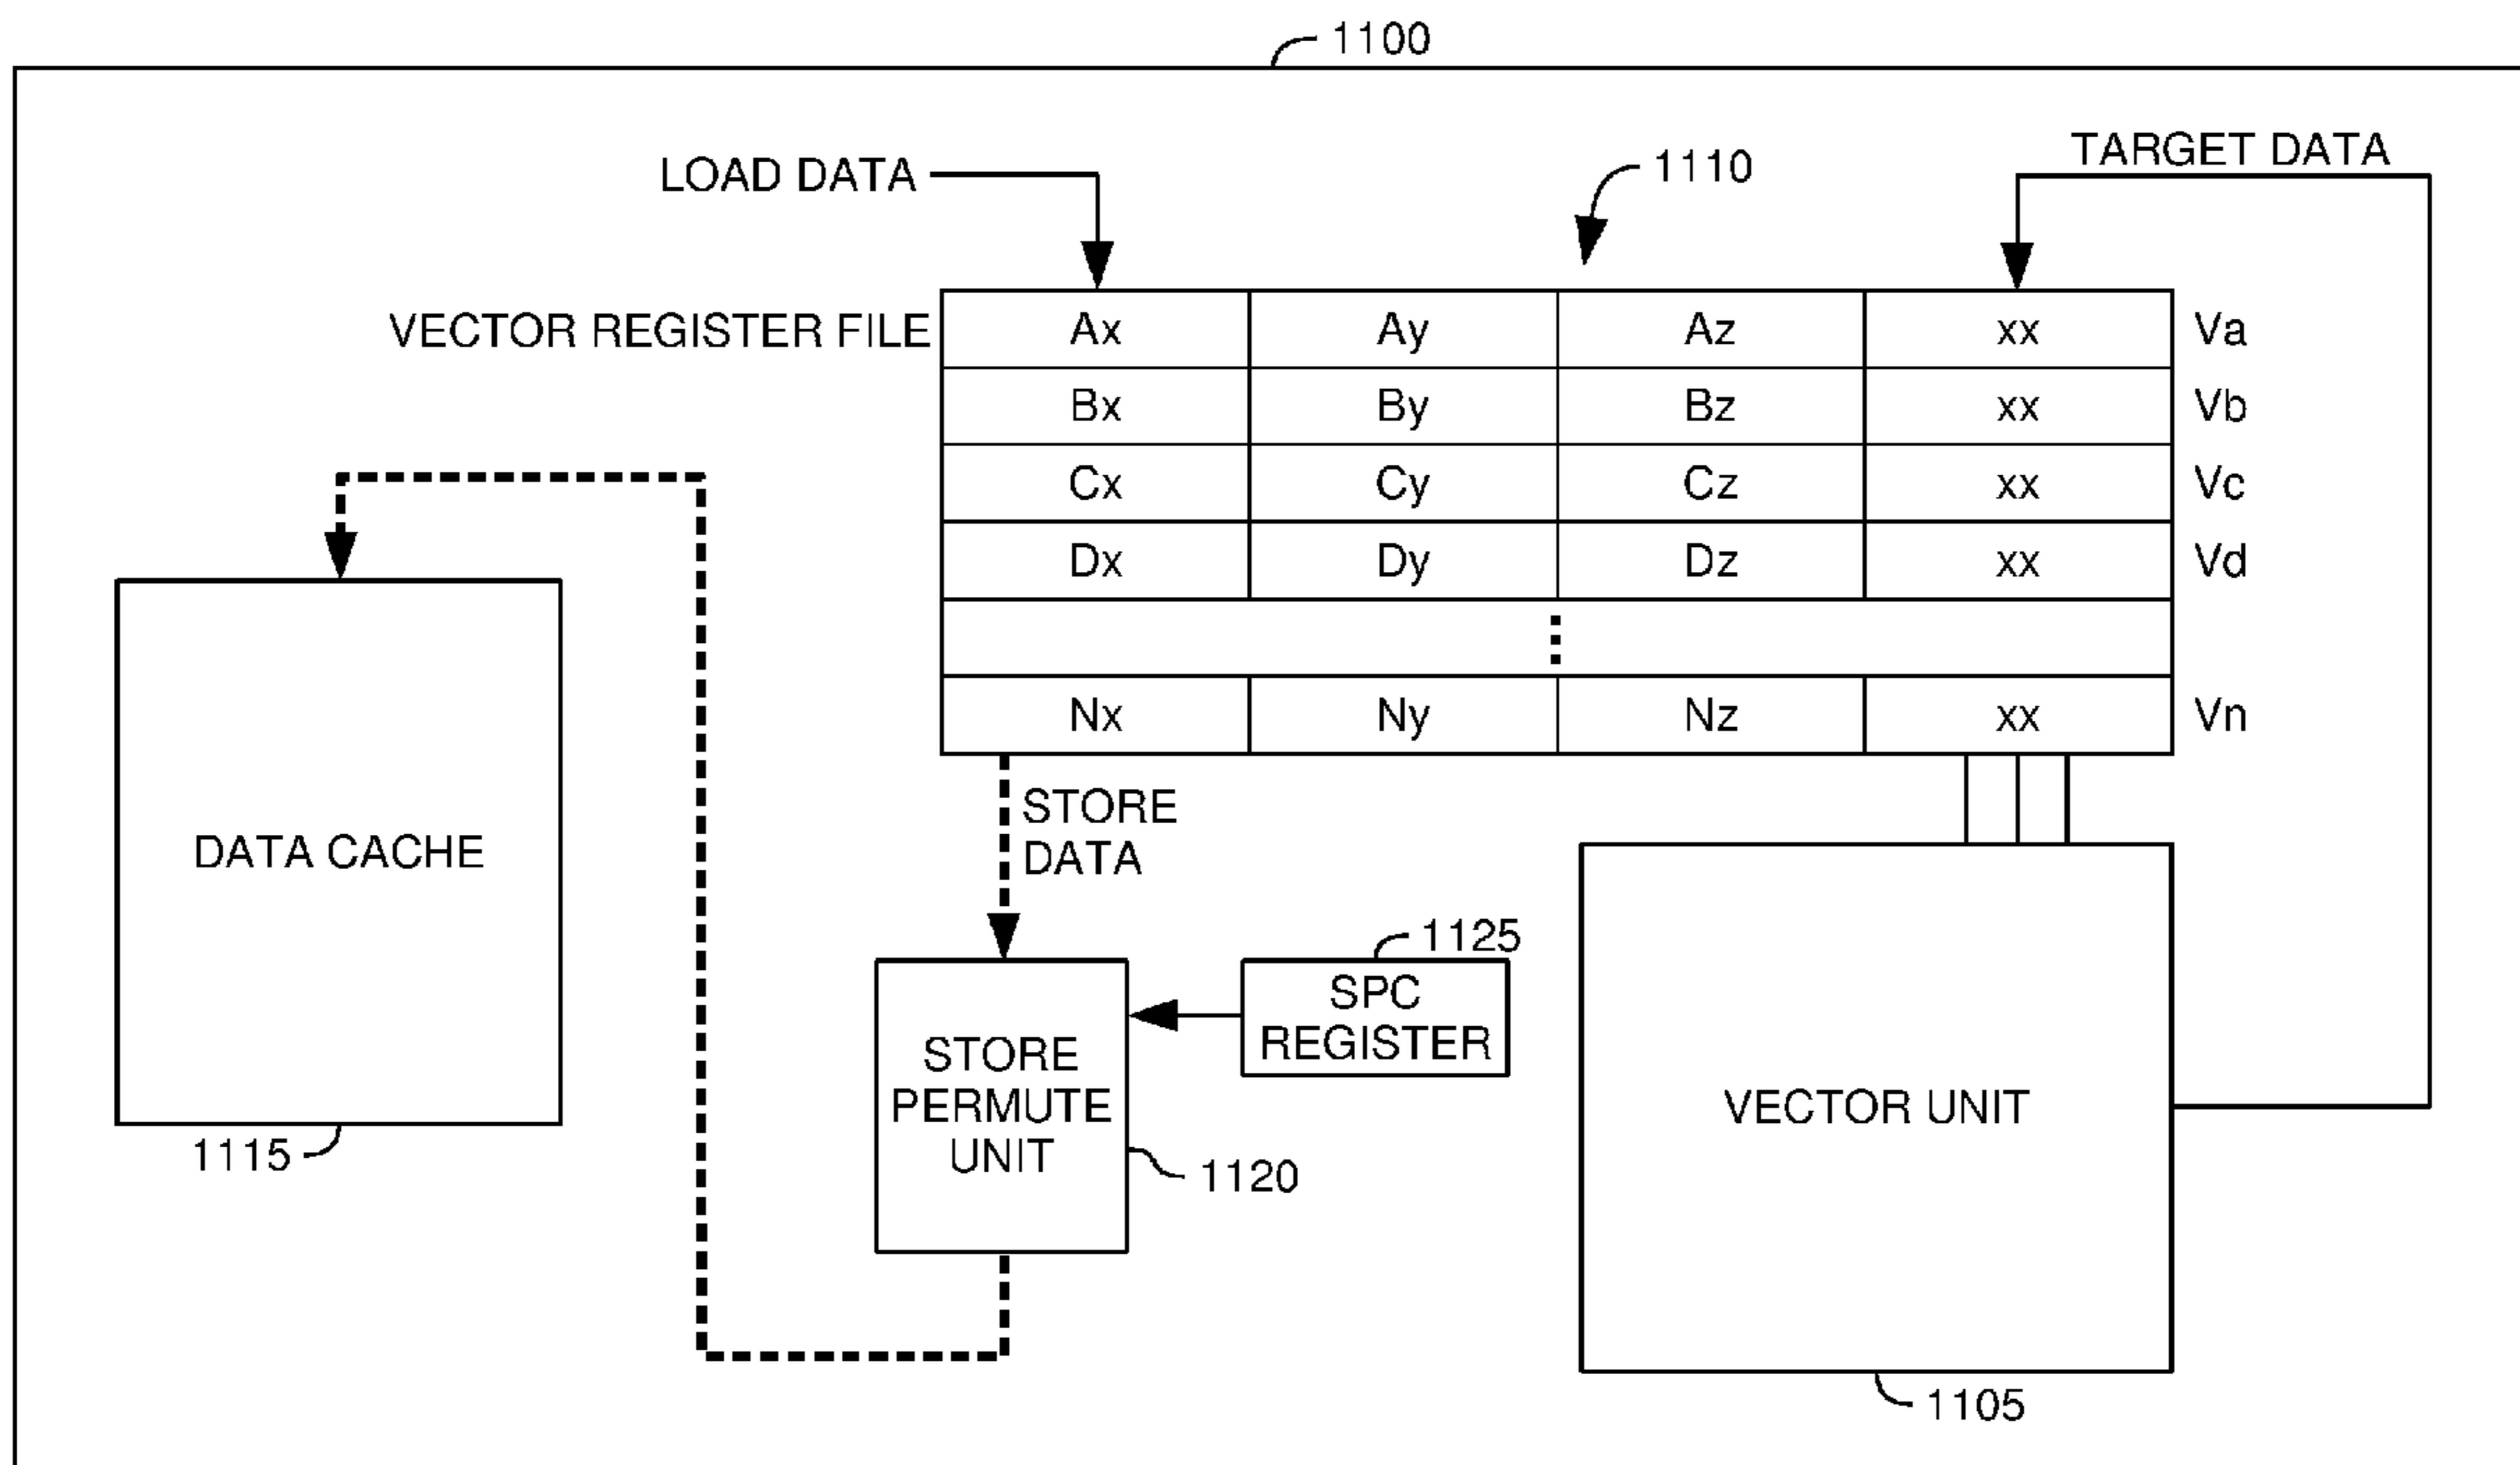 1100
TARGET DATA
LOAD DATA
1110
VECTOR REGISTER FILE
Ax Ay Az xx Va
Bx By Bz xx Vb
Cx Cy Cz xx Vc
Dx Dy Dz xx Vd
Nx Ny Nz xx Vn
STORE
DATA
DATA CACHE
1115
1125
SPC
REGISTER
STORE
PERMUTE
UNIT
1120
VECTOR UNIT
1105